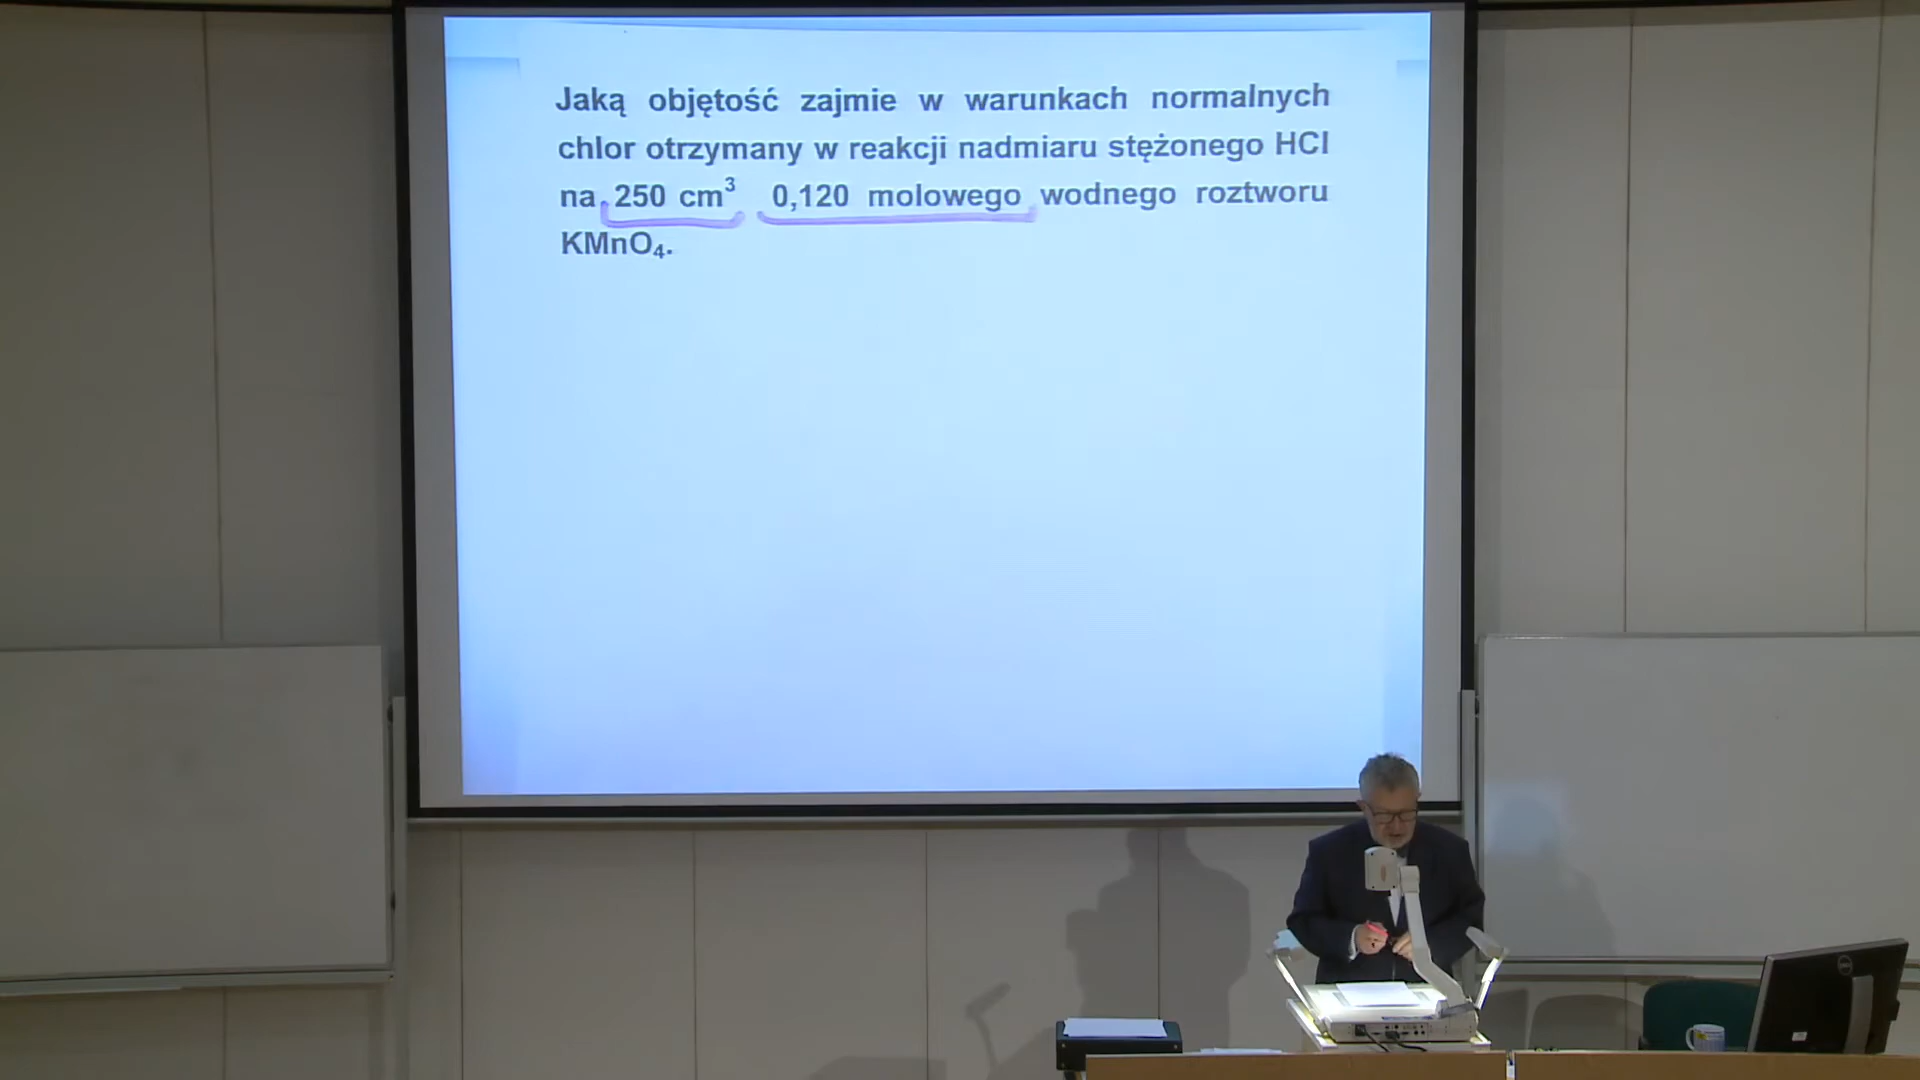 Jaką objętość zajmie w warunkach normalnych
chlor otrzymany w reakcji nadmiaru stężonego HCl
na 250 cm³ 0,120 molowego wodnego roztworu
KMnO₄.
DELL